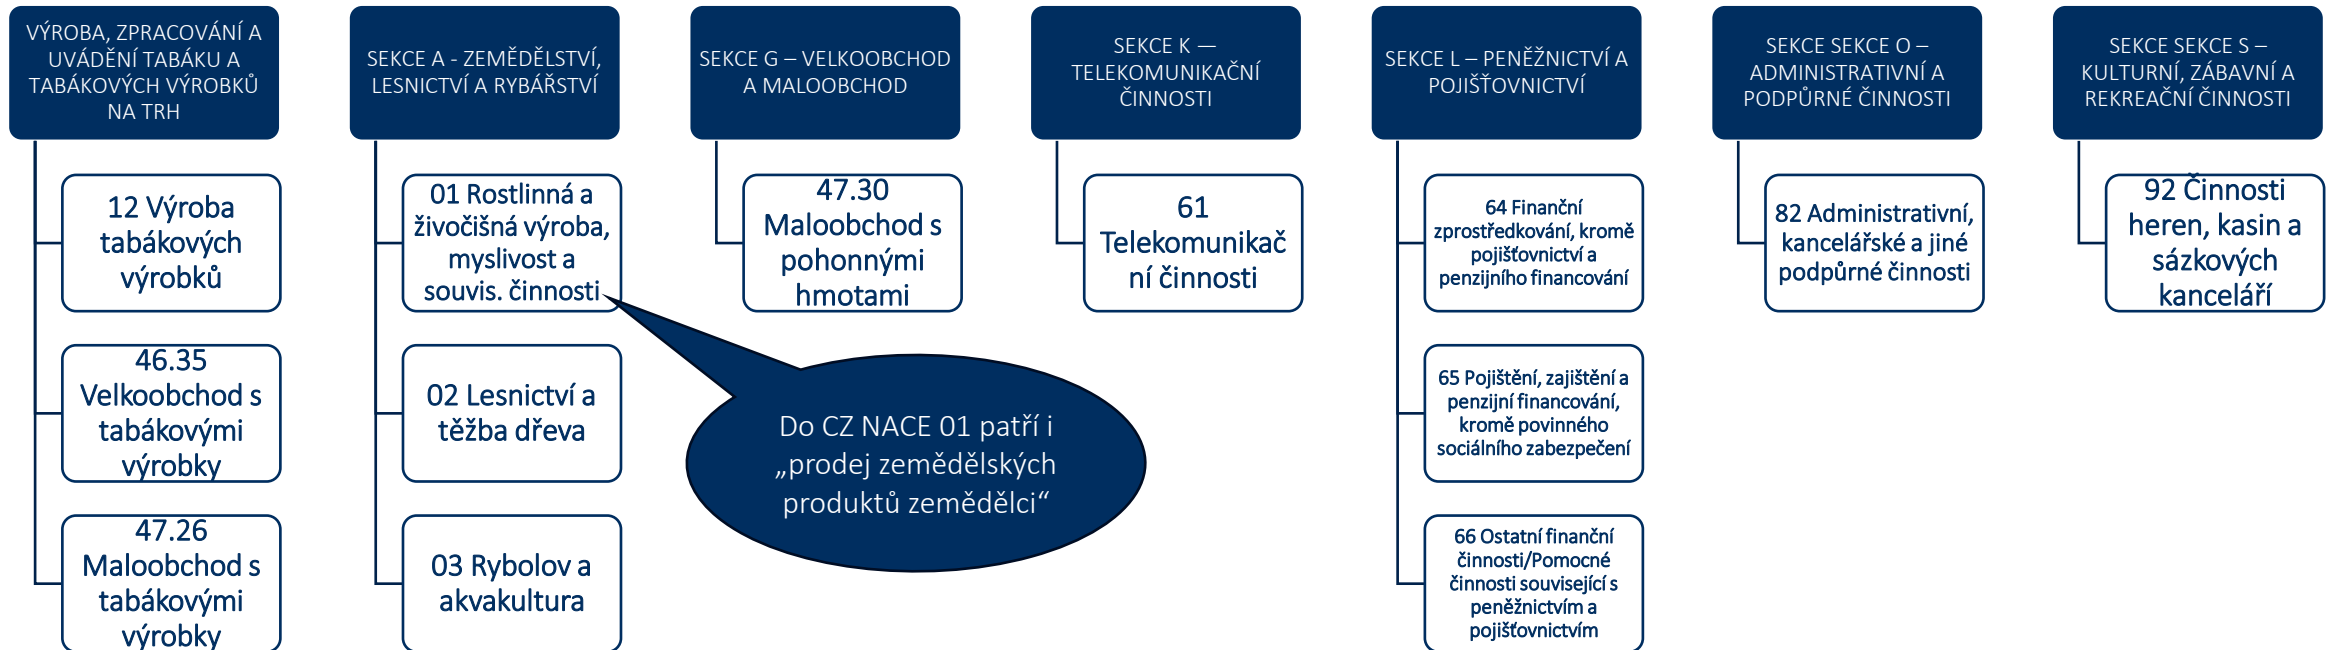 VÝROBA, ZPRACOVÁNÍ A
UVÁDĚNÍ TABÁKU A
TABÁKOVÝCH VÝROBKŮ
NA TRH
12 Výroba
tabákových
výrobků
46.35
Velkoobchod s
tabákovými
výrobky
47.26
Maloobchod s
tabákovými
výrobky
SEKCE A - ZEMĚDĚLSTVÍ,
LESNICTVÍ A RYBÁŘSTVÍ
01 Rostlinná a
živočišná výroba,
myslivost a
souvis. činnosti
02 Lesnictví a
těžba dřeva
03 Rybolov a
akvakultura
Do CZ NACE 01 patří i
„prodej zemědělských
produktů zemědělci“
SEKCE G – VELKOOBCHOD
A MALOOBCHOD
47.30
Maloobchod s
pohonnými
hmotami
SEKCE K —
TELEKOMUNIKAČNÍ
ČINNOSTI
61
Telekomunikač
ní činnosti
SEKCE L – PENĚŽNICTVÍ A
POJIŠŤOVNICTVÍ
64 Finanční
zprostředkování, kromě
pojišťovnictví a
penzijního financování
65 Pojištění, zajištění a
penzijní financování,
kromě povinného
sociálního zabezpečení
66 Ostatní finanční
činnosti/Pomocné
činnosti související s
peněžnictvím a
pojišťovnictvím
SEKCE SEKCE O –
ADMINISTRATIVNÍ A
PODPŮRNÉ ČINNOSTI
82 Administrativní,
kancelářské a jiné
podpůrné činnosti
SEKCE SEKCE S –
KULTURNÍ, ZÁBAVNÍ A
REKREAČNÍ ČINNOSTI
92 Činnosti
heren, kasin a
sázkových
kanceláří